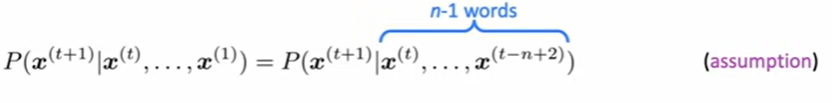 n-1 words
P(x^(t+1)|x^(t), . . . , x^(1)) = P(x^(t+1)|x^(t), . . . , x^(t−n+2)) (assumption)